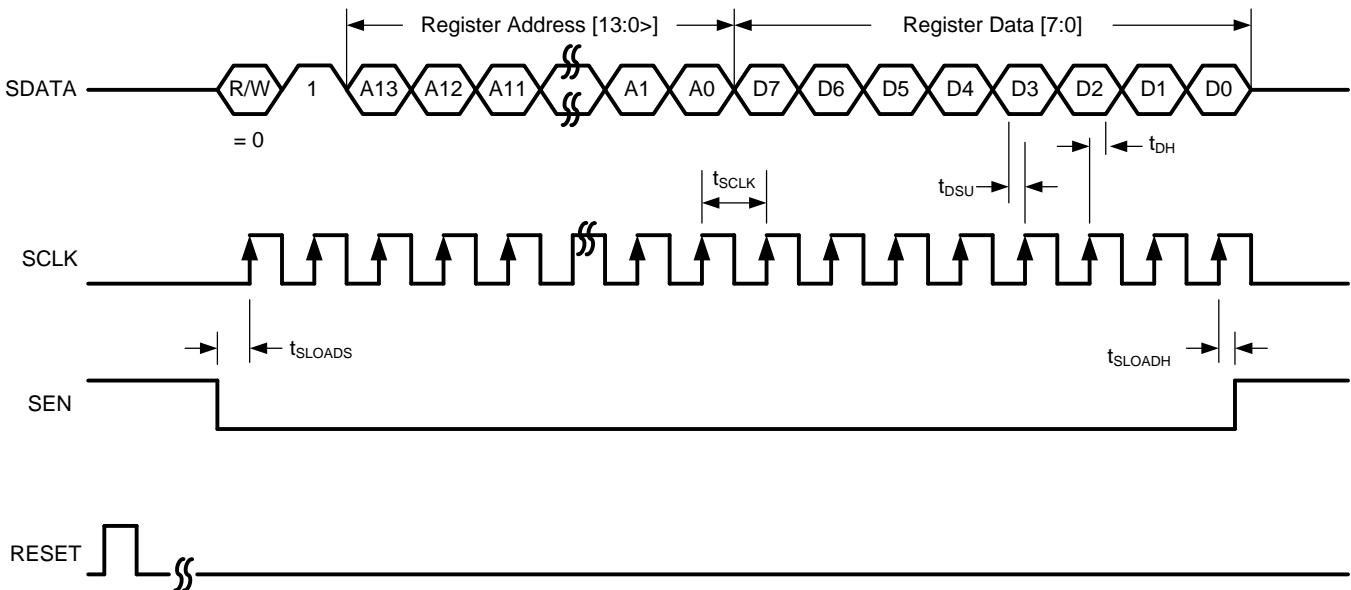 Register Address [13:0>]
Register Data [7:0]
SDATA
R/W 1 A13 A12 A11 A1 A0 D7 D6 D5 D4 D3 D2 D1 D0
= 0
tDH
tSCLK
tDSU
SCLK
tSLOADS
tSLOADH
SEN
RESET